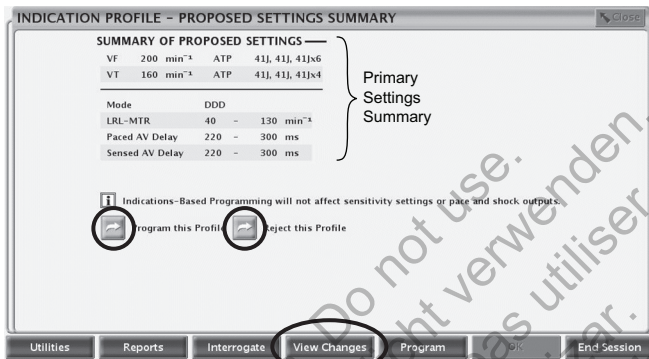 INDICATION PROFILE – PROPOSED SETTINGS SUMMARY
Close
SUMMARY OF PROPOSED SETTINGS
VF 200 min⁻¹ ATP 41J, 41J, 41Jx6
VT 160 min⁻¹ ATP 41J, 41J, 41Jx4
Primary
Settings
Summary
Mode DDD
LRL-MTR 40 – 130 min⁻¹
Paced AV Delay 220 – 300 ms
Sensed AV Delay 220 – 300 ms
i Indications-Based Programming will not affect sensitivity settings or pace and shock outputs.
Program this Profile Reject this Profile
Do not use.
verwenden.
utiliser
Utilities Reports Interrogate View Changes Program OK End Session